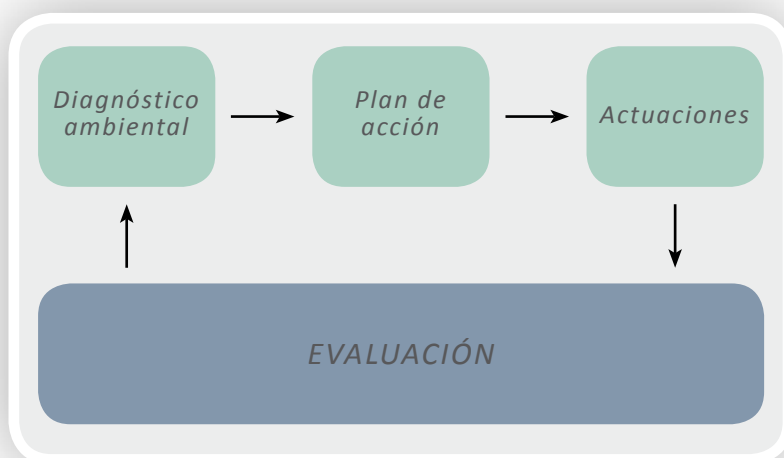 Diagnóstico
ambiental
Plan de
acción
Actuaciones
EVALUACIÓN